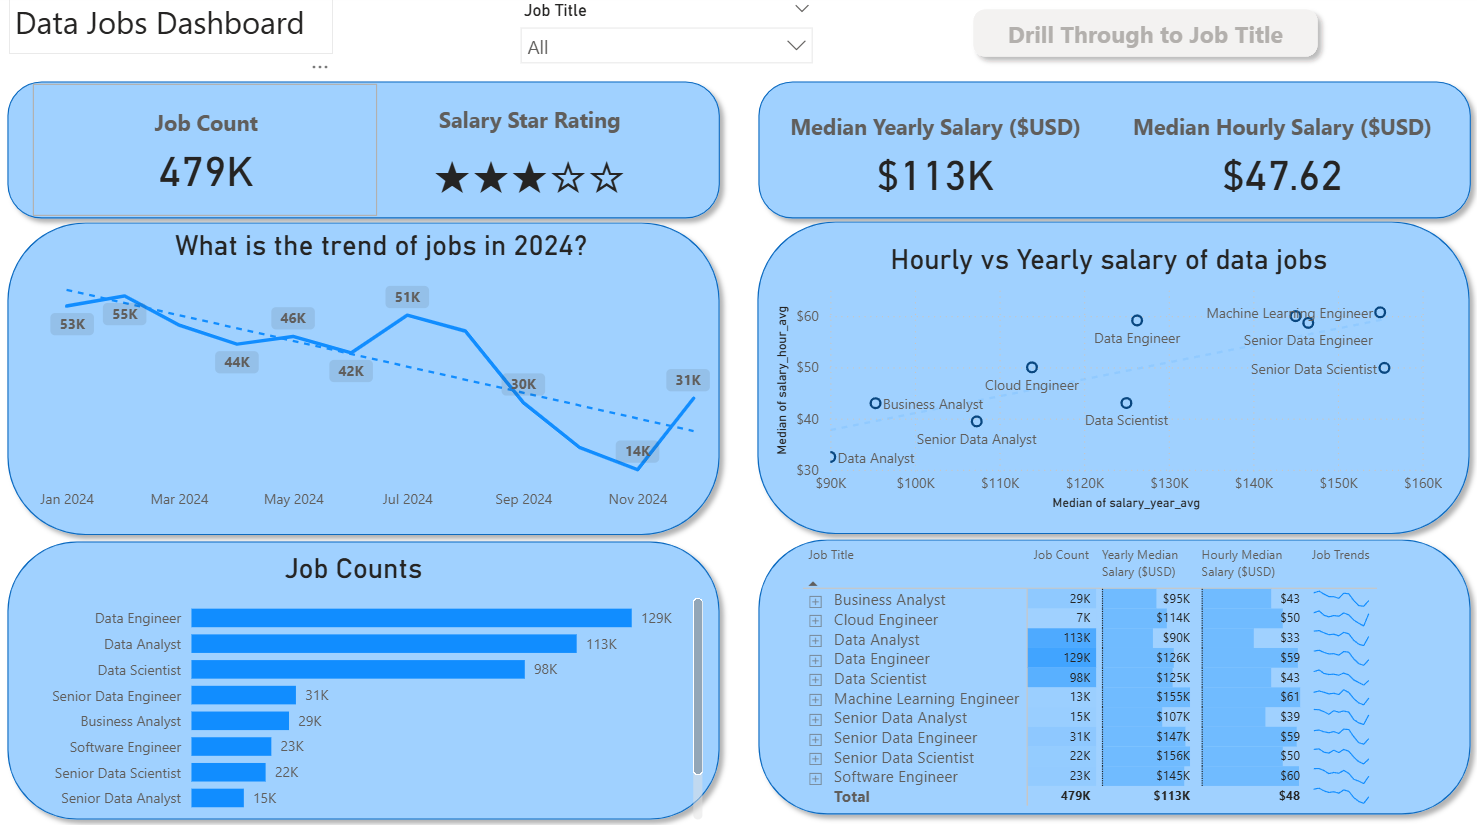 Data Jobs Dashboard
Job Title
All
Drill Through to Job Title
Job Count
479K
Salary Star Rating
★★★☆☆
Median Yearly Salary ($USD)
$113K
Median Hourly Salary ($USD)
$47.62
What is the trend of jobs in 2024?
53K
55K
44K
46K
42K
51K
30K
14K
31K
Jan 2024
Mar 2024
May 2024
Jul 2024
Sep 2024
Nov 2024
Hourly vs Yearly salary of data jobs
Median of salary_hour_avg
$60
$50
$40
$30
Machine Learning Engineer
Data Engineer
Senior Data Engineer
Senior Data Scientist
Cloud Engineer
Business Analyst
Data Scientist
Senior Data Analyst
Data Analyst
$90K $100K $110K $120K $130K $140K $150K $160K
Median of salary_year_avg
Job Counts
Data Engineer 129K
Data Analyst 113K
Data Scientist 98K
Senior Data Engineer 31K
Business Analyst 29K
Software Engineer 23K
Senior Data Scientist 22K
Senior Data Analyst 15K
Job Title Job Count Yearly Median Hourly Median Job Trends
Salary ($USD) Salary ($USD)
Business Analyst 29K $95K $43
Cloud Engineer 7K $114K $50
Data Analyst 113K $90K $33
Data Engineer 129K $126K $59
Data Scientist 98K $125K $43
Machine Learning Engineer 13K $155K $61
Senior Data Analyst 15K $107K $39
Senior Data Engineer 31K $147K $59
Senior Data Scientist 22K $156K $50
Software Engineer 23K $145K $60
Total 479K $113K $48